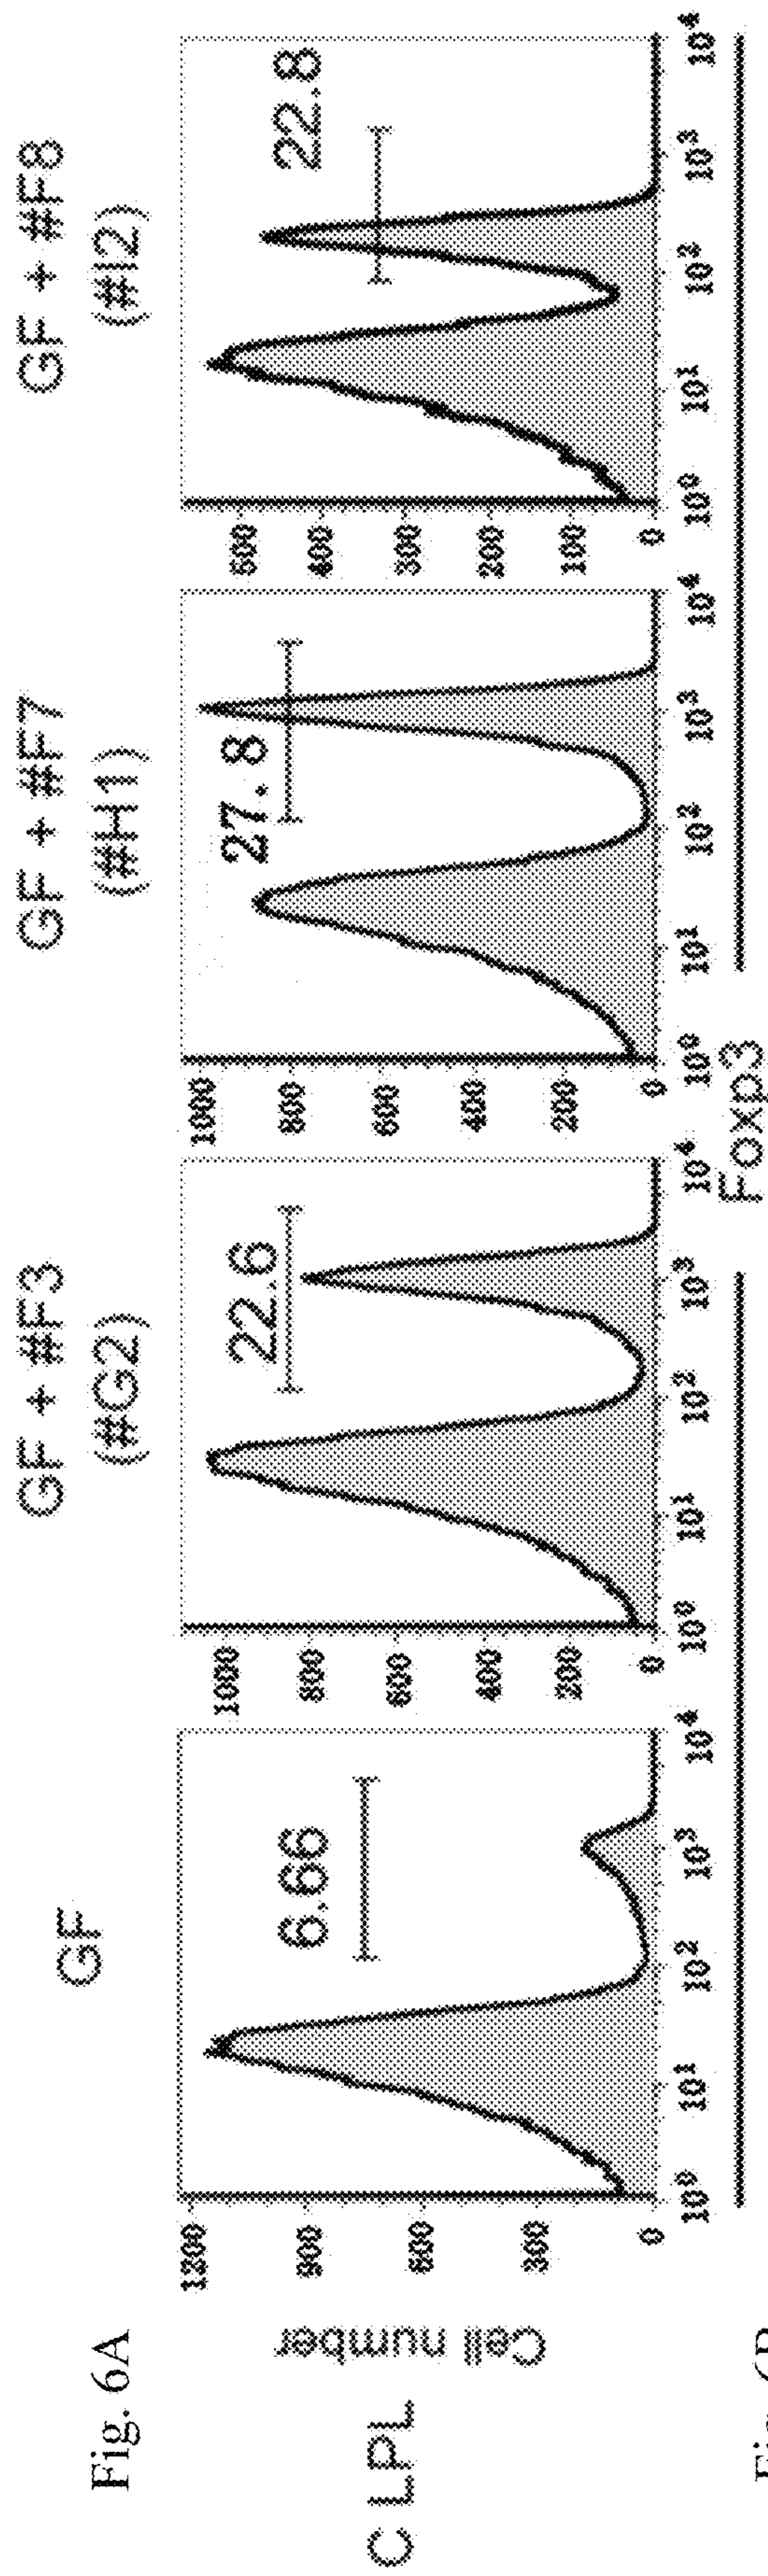 Fig. 6A
GF
GF + #F3
(#G2)
GF + #F7
(#H1)
GF + #F8
(#I2)
C LPL
Cell number
1200
900
600
300
0
6.66
10⁰ 10¹ 10² 10³ 10⁴
1000
800
600
400
200
0
22.6
10⁰ 10¹ 10² 10³ 10⁴
1000
800
600
400
200
0
27.8
10⁰ 10¹ 10² 10³ 10⁴
500
400
300
200
100
0
22.8
10⁰ 10¹ 10² 10³ 10⁴
Foxp3